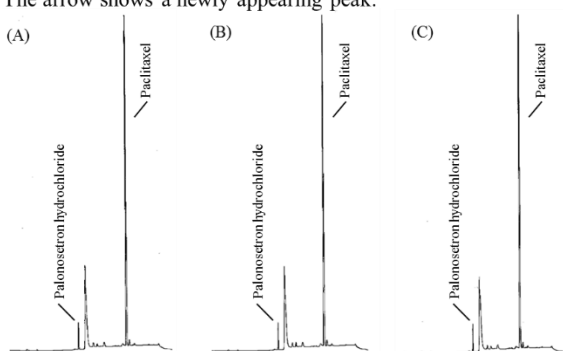 The arrow shows a newly appearing peak.
(A)
Palonosetron hydrochloride
Paclitaxel
(B)
Palonosetron hydrochloride
Paclitaxel
(C)
Palonosetron hydrochloride
Paclitaxel